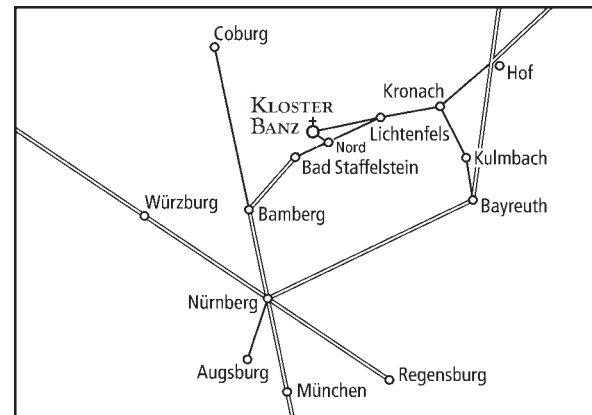 Coburg
Hof
Kronach
KLOSTER
BANZ
Nord
Lichtenfels
Bad Staffelstein
Kulmbach
Würzburg
Bamberg
Bayreuth
Nürnberg
Augsburg
Regensburg
München